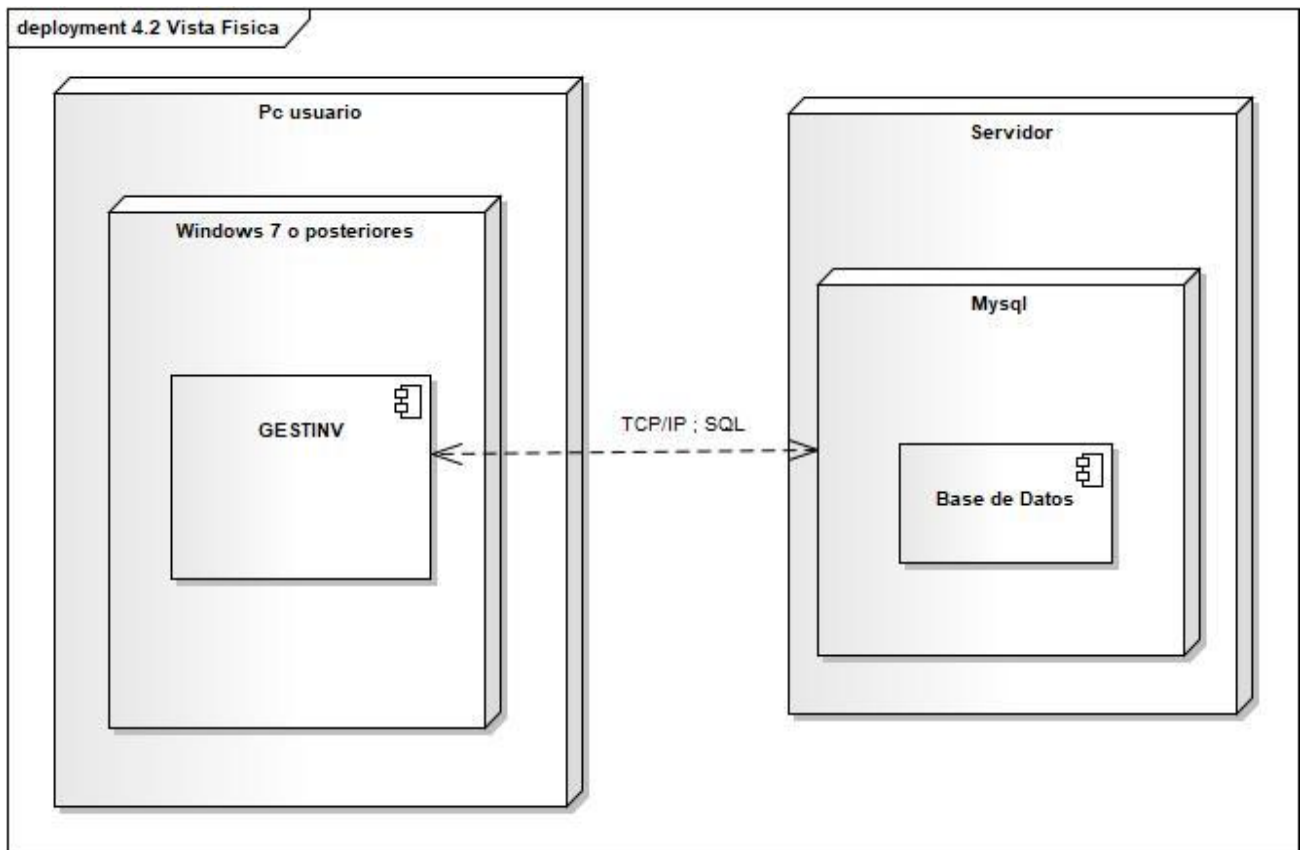 deployment 4.2 Vista Fisica
Pc usuario
Servidor
Windows 7 o posteriores
Mysql
GESTINV
TCP/IP ; SQL
Base de Datos